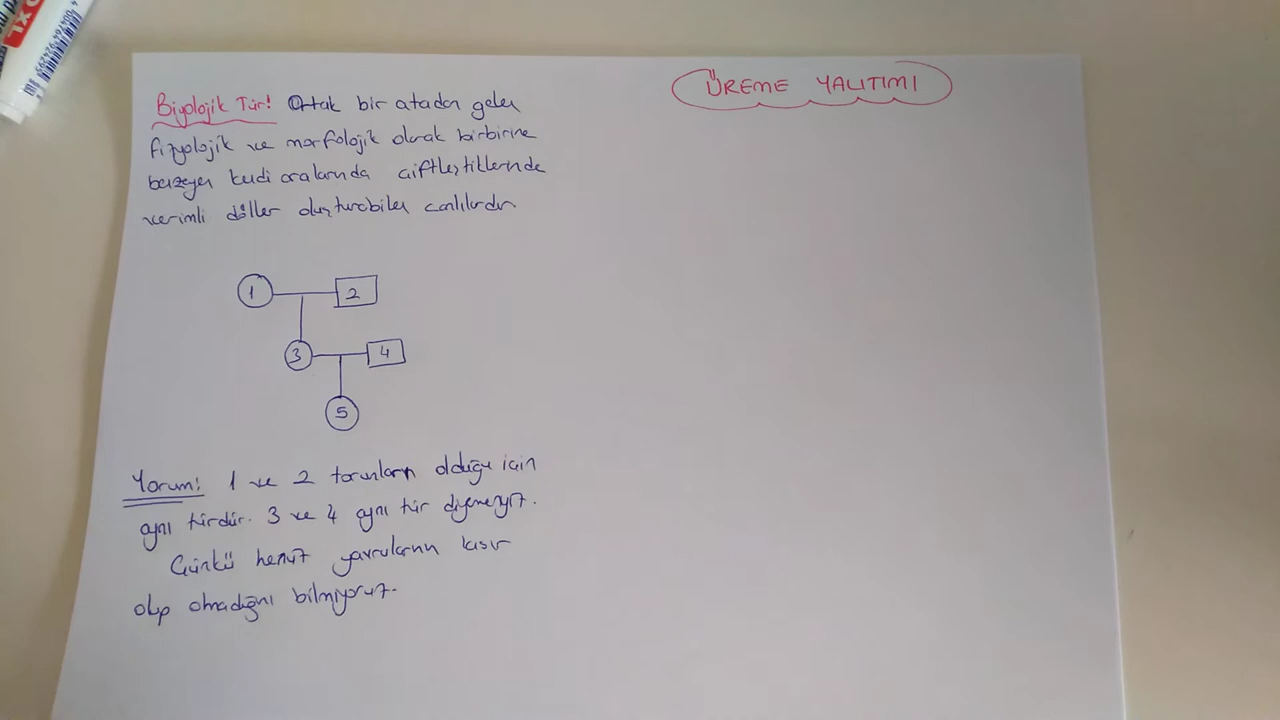 Biyolojik Tür! Ortak bir atadan gelen
fizyolojik ve morfolojik olarak birbirine
benzeyen kendi aralarında çiftleştiklerinde
verimli döller oluşturabilen canlılardır.
1
2
3
4
5
Yorum! 1 ve 2 torunların olduğu için
aynı türdür. 3 ve 4 aynı tür diyemeyiz.
Çünkü henüz yavrularının kısır
olup olmadığını bilmiyoruz.
ÜREME YALITIMI
XL